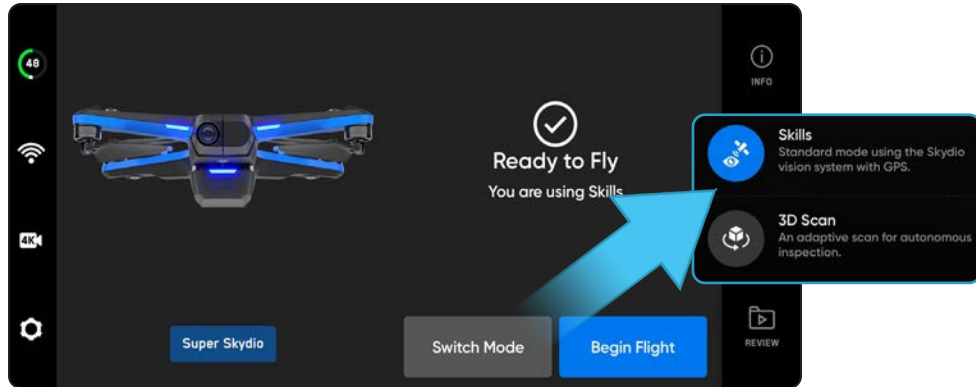 48
INFO
Ready to Fly
You are using Skills
Skills
Standard mode using the Skydio
vision system with GPS.
3D Scan
An adaptive scan for autonomous
inspection.
4K
Super Skydio
Switch Mode
Begin Flight
REVIEW